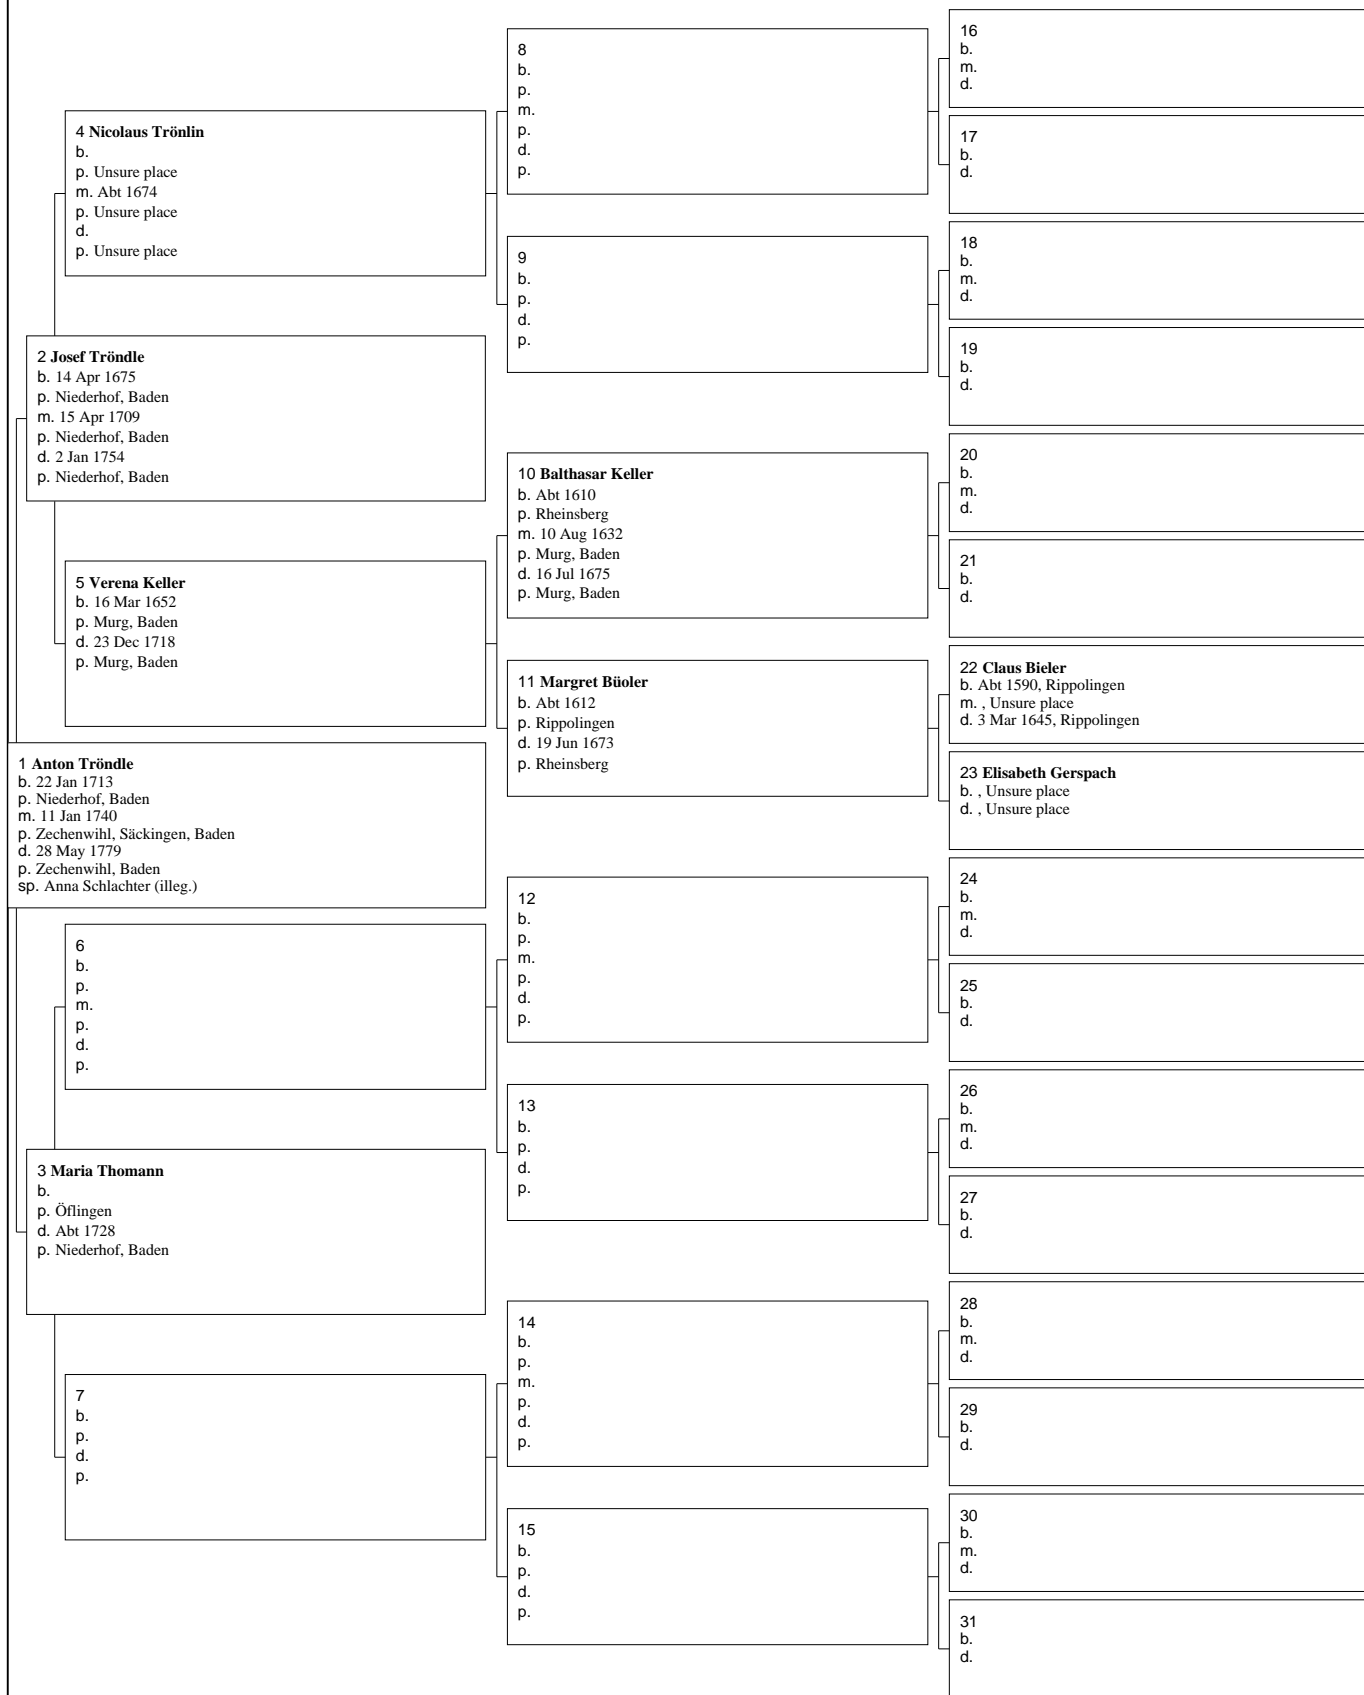 4 Nicolaus Trönlin
b.
p. Unsure place
m. Abt 1674
p. Unsure place
d.
p. Unsure place
2 Josef Tröndle
b. 14 Apr 1675
p. Niederhof, Baden
m. 15 Apr 1709
p. Niederhof, Baden
d. 2 Jan 1754
p. Niederhof, Baden
5 Verena Keller
b. 16 Mar 1652
p. Murg, Baden
d. 23 Dec 1718
p. Murg, Baden
1 Anton Tröndle
b. 22 Jan 1713
p. Niederhof, Baden
m. 11 Jan 1740
p. Zechenwihl, Säckingen, Baden
d. 28 May 1779
p. Zechenwihl, Baden
sp. Anna Schlachter (illeg.)
6
b.
p.
m.
p.
d.
p.
3 Maria Thomann
b.
p. Öflingen
d. Abt 1728
p. Niederhof, Baden
7
b.
p.
d.
p.
8
b.
p.
m.
p.
d.
p.
9
b.
p.
d.
p.
10 Balthasar Keller
b. Abt 1610
p. Rheinsberg
m. 10 Aug 1632
p. Murg, Baden
d. 16 Jul 1675
p. Murg, Baden
11 Margret Büoler
b. Abt 1612
p. Rippolingen
d. 19 Jun 1673
p. Rheinsberg
12
b.
p.
m.
p.
d.
p.
13
b.
p.
d.
p.
14
b.
p.
m.
p.
d.
p.
15
b.
p.
d.
p.
16
b.
m.
d.
17
b.
d.
18
b.
m.
d.
19
b.
d.
20
b.
m.
d.
21
b.
d.
22 Claus Bieler
b. Abt 1590, Rippolingen
m. , Unsure place
d. 3 Mar 1645, Rippolingen
23 Elisabeth Gerspach
b. , Unsure place
d. , Unsure place
24
b.
m.
d.
25
b.
d.
26
b.
m.
d.
27
b.
d.
28
b.
m.
d.
29
b.
d.
30
b.
m.
d.
31
b.
d.